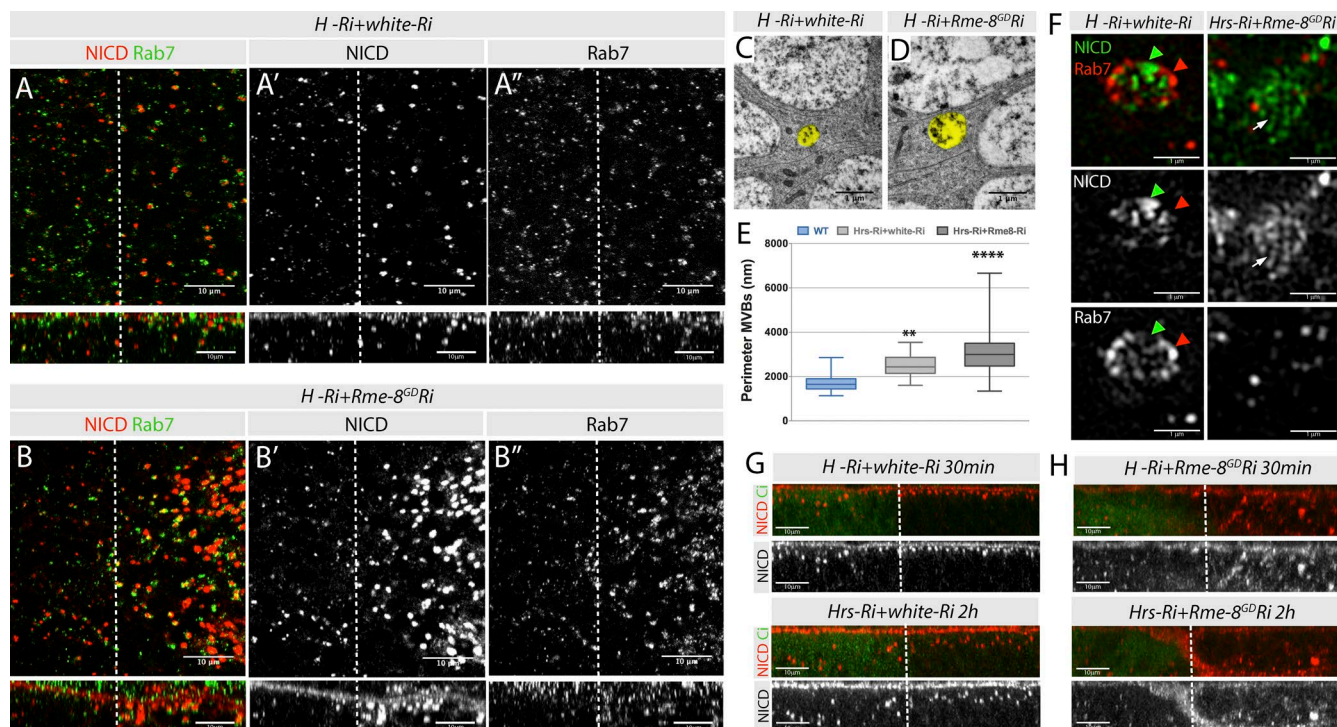 H -Ri+white-Ri
NICD Rab7
NICD
Rab7
A
A′
A″
10 µm
10 µm
10 µm
10µm
10µm
10µm
H -Ri+Rme-8GDRi
NICD Rab7
NICD
Rab7
B
B′
B″
10 µm
10 µm
10 µm
10µm
10µm
10µm
H -Ri+white-Ri
H -Ri+Rme-8GDRi
C
D
1 µm
1 µm
E
WT
Hrs-Ri+white-Ri
Hrs-Ri+Rme8-Ri
Perimeter MVBs (nm)
8000
6000
4000
2000
0
**
****
F
H -Ri+white-Ri
Hrs-Ri+Rme-8GDRi
NICD
Rab7
1 µm
1 µm
NICD
1 µm
1 µm
Rab7
1 µm
1 µm
G
H -Ri+white-Ri 30min
NICD Ci
10µm
NICD
10µm
Hrs-Ri+white-Ri 2h
NICD Ci
10µm
NICD
10µm
H
H -Ri+Rme-8GDRi 30min
10µm
10µm
Hrs-Ri+Rme-8GDRi 2h
10µm
10µm